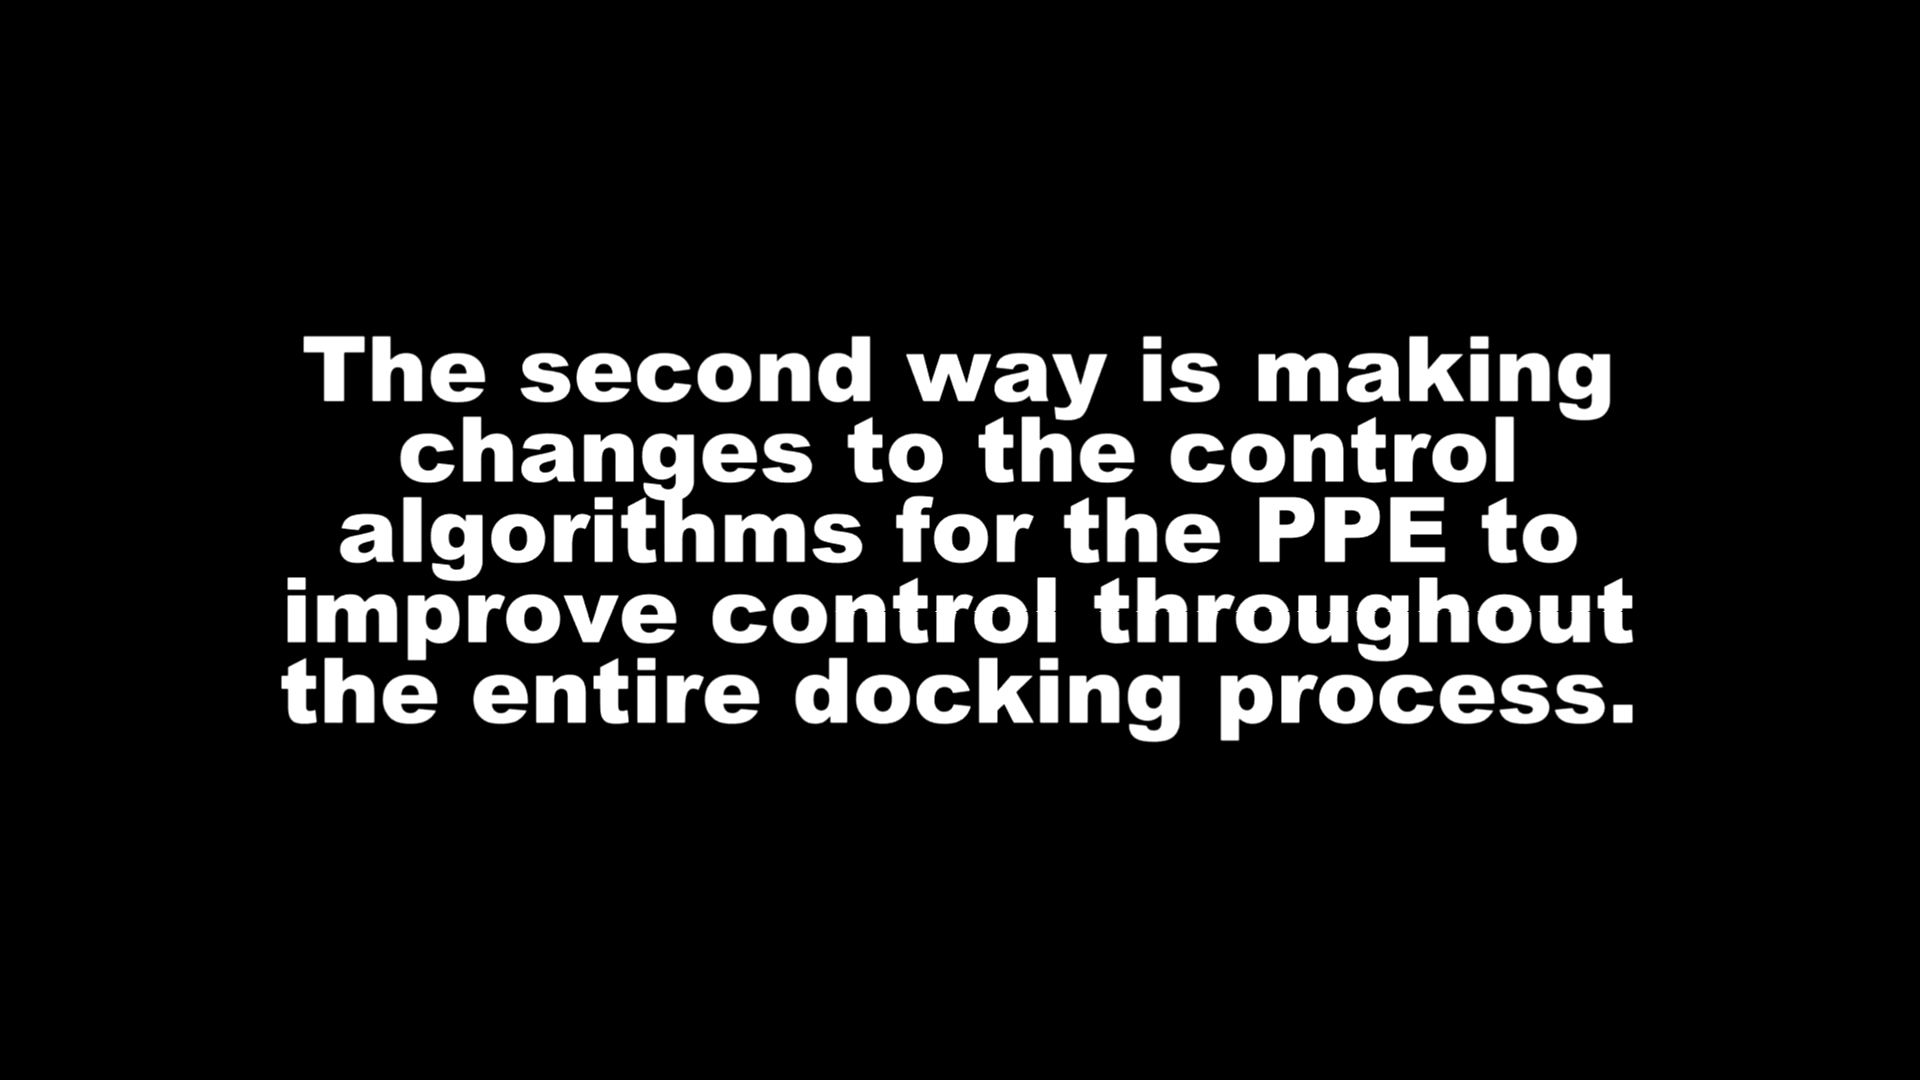 The second way is making
changes to the control
algorithms for the PPE to
improve control throughout
the entire docking process.